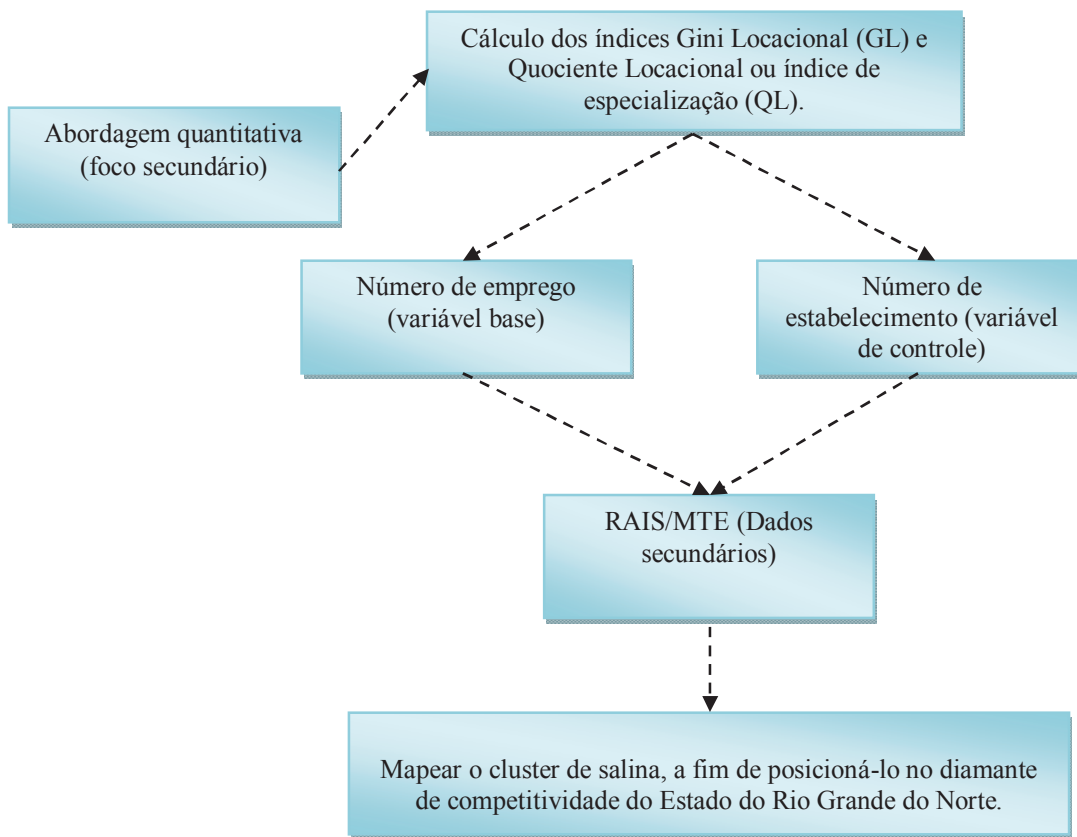 Cálculo dos índices Gini Locacional (GL) e
Quociente Locacional ou índice de
especialização (QL).
Abordagem quantitativa
(foco secundário)
Número de emprego
(variável base)
Número de
estabelecimento (variável
de controle)
RAIS/MTE (Dados
secundários)
Mapear o cluster de salina, a fim de posicioná-lo no diamante
de competitividade do Estado do Rio Grande do Norte.